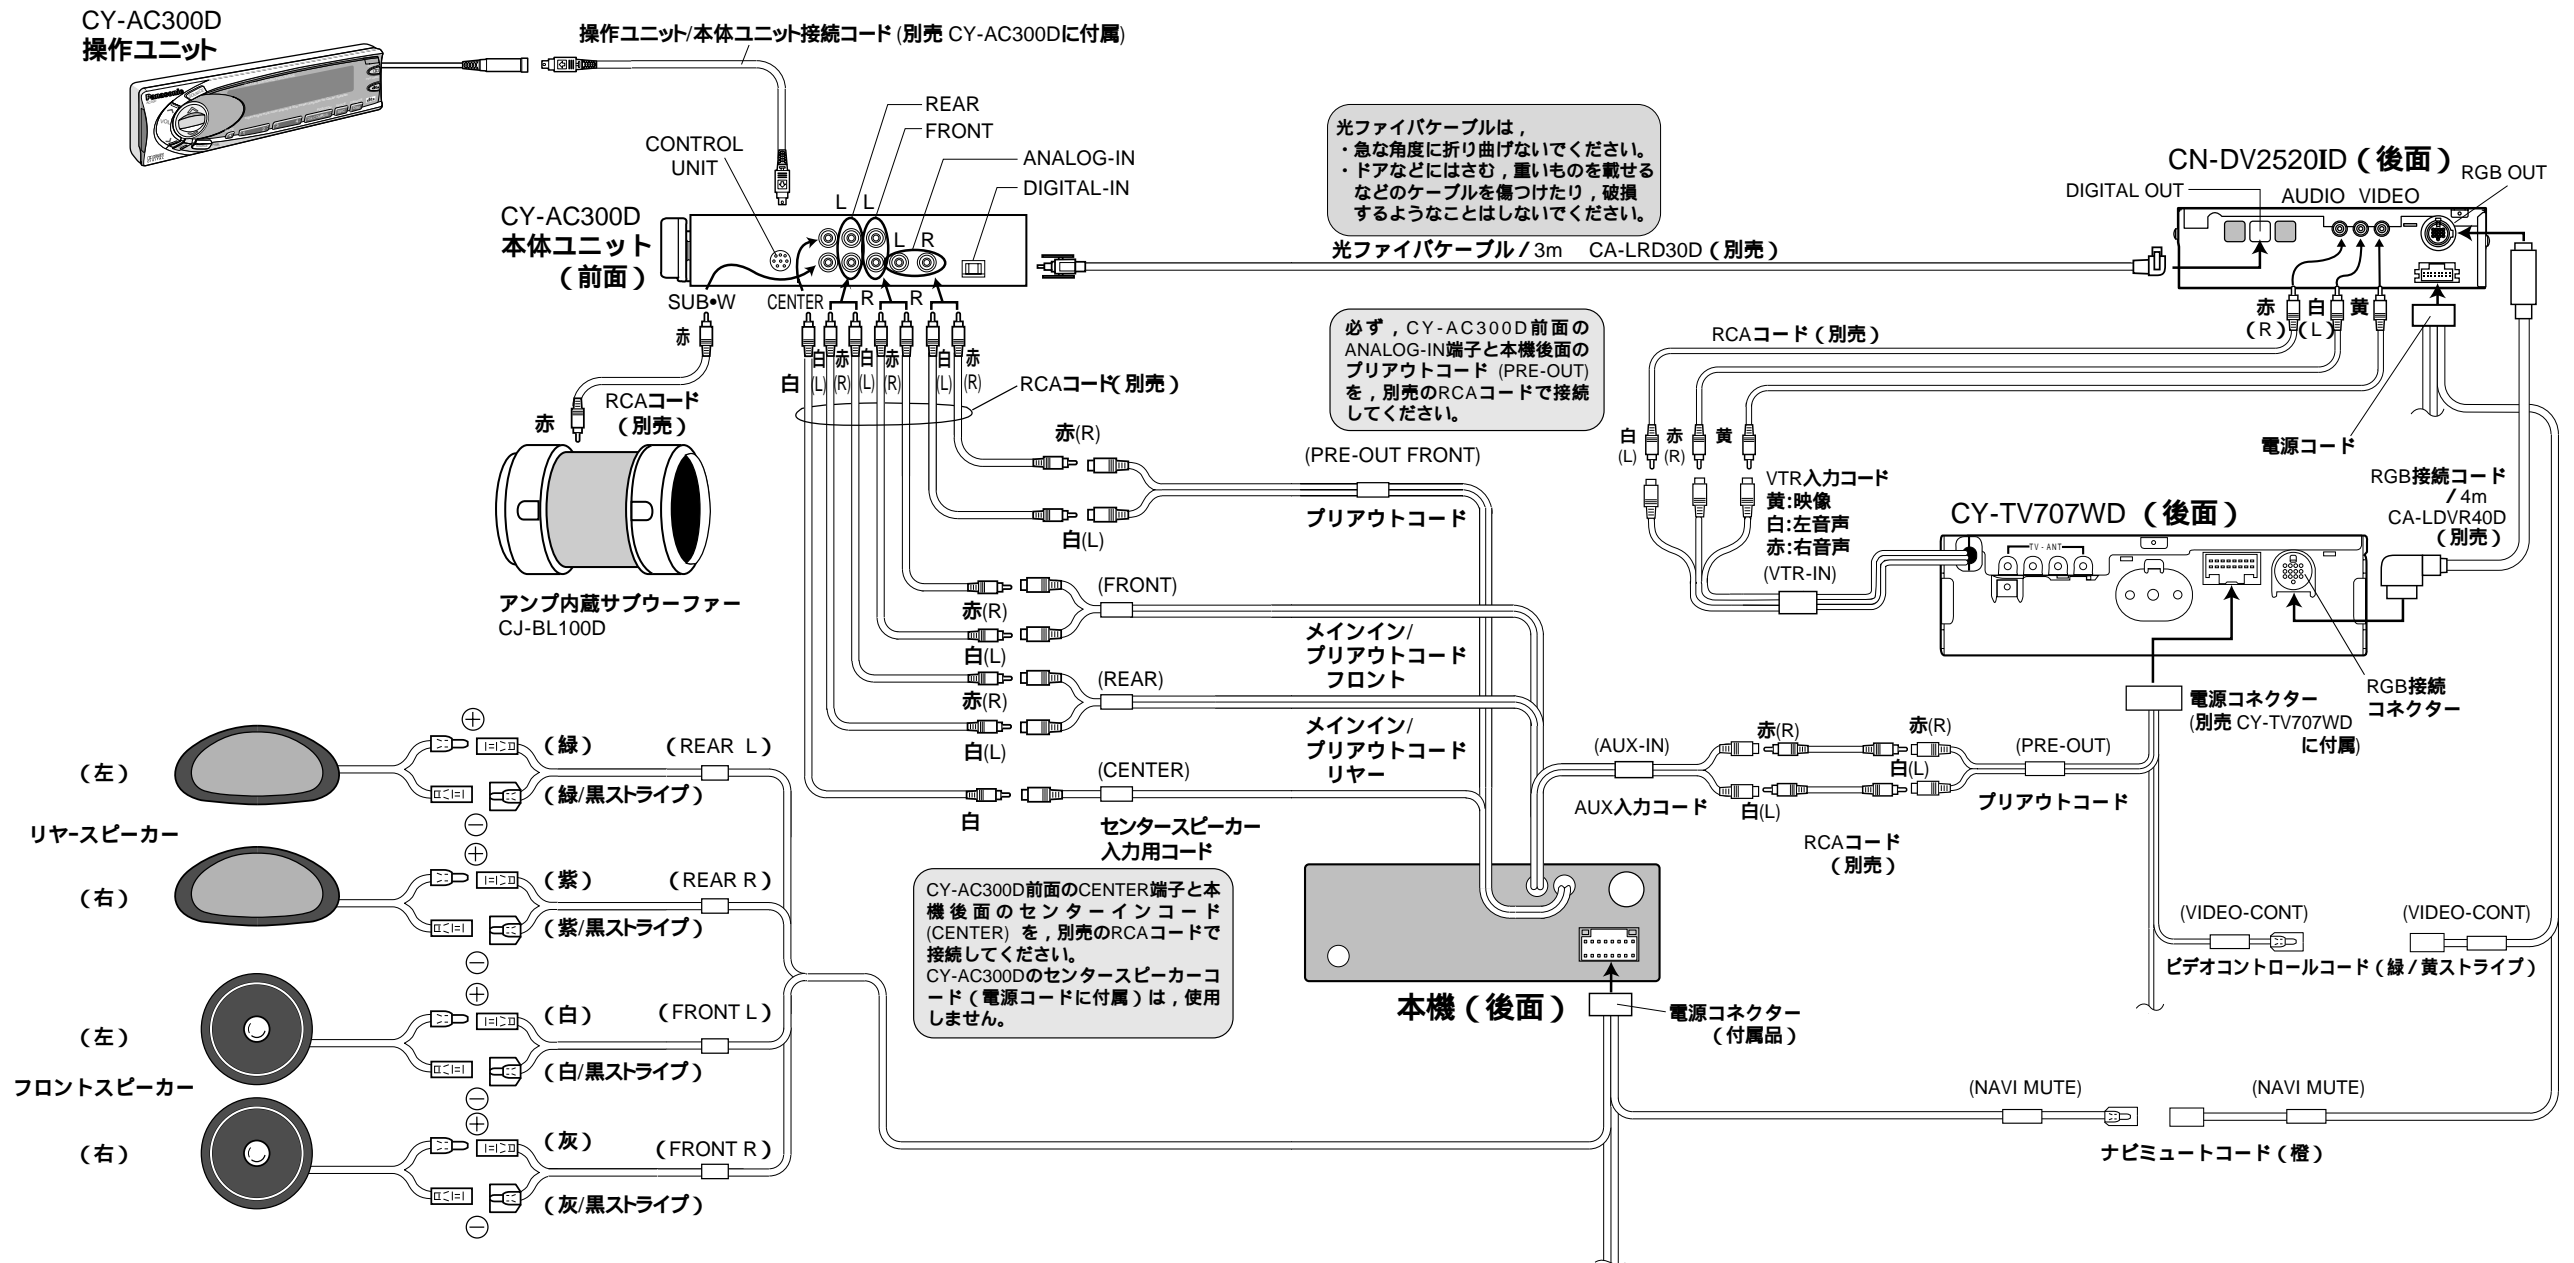 CY-AC300D
操作ユニット
操作ユニット/本体ユニット接続コード (別売 CY-AC300Dに付属)
Panasonic
REAR
FRONT
CONTROL
UNIT
ANALOG-IN
DIGITAL-IN
L L
L R
CY-AC300D
本体ユニット
(前面)
SUB•W
CENTER
R
R
光ファイバケーブルは，
・急な角度に折り曲げないでください。
・ドアなどにはさむ，重いものを載せる
などのケーブルを傷つけたり，破損
するようなことはしないでください。
光ファイバケーブル / 3m CA-LRD30D (別売)
CN-DV2520ID (後面)
RGB OUT
DIGITAL OUT
AUDIO VIDEO
赤
(R)
白
(L)
黄
赤
RCAコード
(別売)
赤
白
白
(L)
赤
(R)
白
(L)
赤
(R)
白
(L)
赤
(R)
RCAコード(別売)
必ず，CY-AC300D前面の
ANALOG-IN端子と本機後面の
プリアウトコード (PRE-OUT)
を，別売のRCAコードで接続
してください。
RCAコード (別売)
電源コード
RGB接続コード
/ 4m
CA-LDVR40D
(別売)
白
(L)
赤
(R)
黄
VTR入力コード
黄:映像
白:左音声
赤:右音声
(VTR-IN)
CY-TV707WD (後面)
TV-ANT
赤(R)
白(L)
(PRE-OUT FRONT)
プリアウトコード
アンプ内蔵サブウーファー
CJ-BL100D
(FRONT)
赤(R)
白(L)
メインイン/
プリアウトコード
フロント
(REAR)
赤(R)
白(L)
メインイン/
プリアウトコード
リヤー
(CENTER)
白
センタースピーカー
入力用コード
電源コネクター
(別売 CY-TV707WD
に付属)
RGB接続
コネクター
(AUX-IN)
赤(R)
赤(R)
(PRE-OUT)
白(L)
白(L)
AUX入力コード
プリアウトコード
RCAコード
(別売)
⊕
(緑)
(REAR L)
(左)
(緑/黒ストライプ)
⊖
リヤースピーカー
⊕
(紫)
(REAR R)
(右)
(紫/黒ストライプ)
⊖
⊕
(白)
(FRONT L)
(左)
(白/黒ストライプ)
⊖
フロントスピーカー
⊕
(灰)
(FRONT R)
(右)
(灰/黒ストライプ)
⊖
CY-AC300D前面のCENTER端子と本
機後面のセンターインコード
(CENTER) を，別売のRCAコードで
接続してください。
CY-AC300Dのセンタースピーカーコ
ード (電源コードに付属) は，使用
しません。
本機 (後面)
電源コネクター
(付属品)
(VIDEO-CONT)
(VIDEO-CONT)
ビデオコントロールコード (緑 / 黄ストライプ)
(NAVI MUTE)
(NAVI MUTE)
ナビミュートコード (橙)